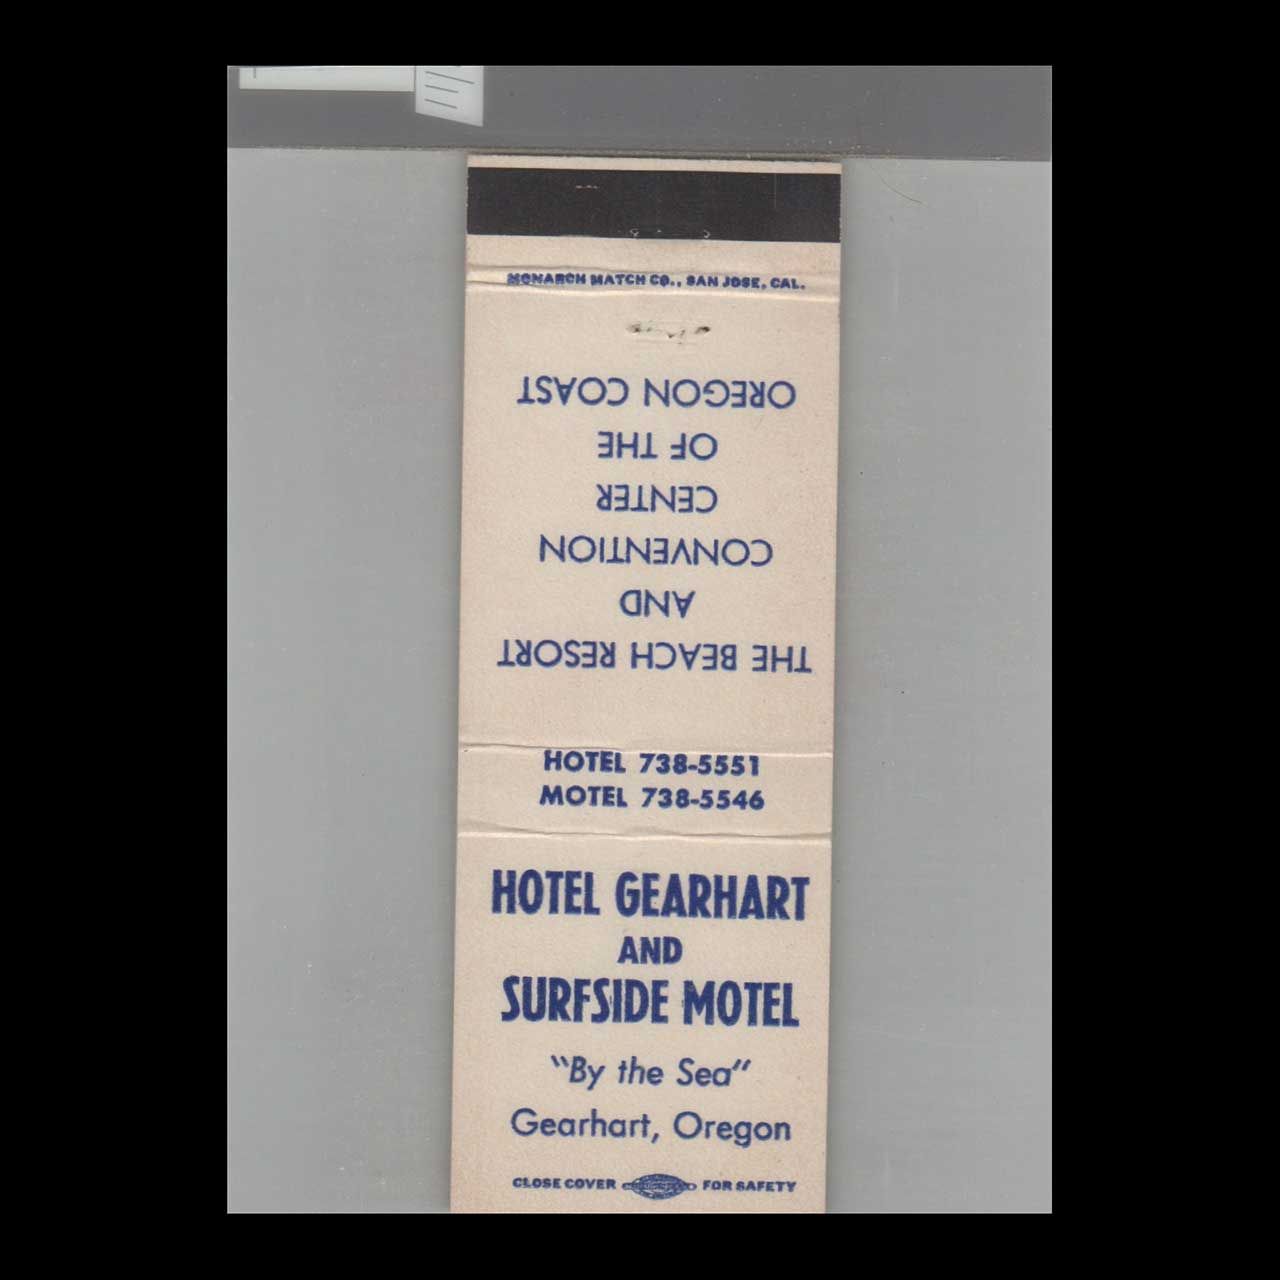 MONARCH MATCH CO., SAN JOSE, CAL.
THE BEACH RESORT
AND
CONVENTION
CENTER
OF THE
OREGON COAST
HOTEL 738-5551
MOTEL 738-5546
HOTEL GEARHART
AND
SURFSIDE MOTEL
"By the Sea"
Gearhart, Oregon
CLOSE COVER FOR SAFETY